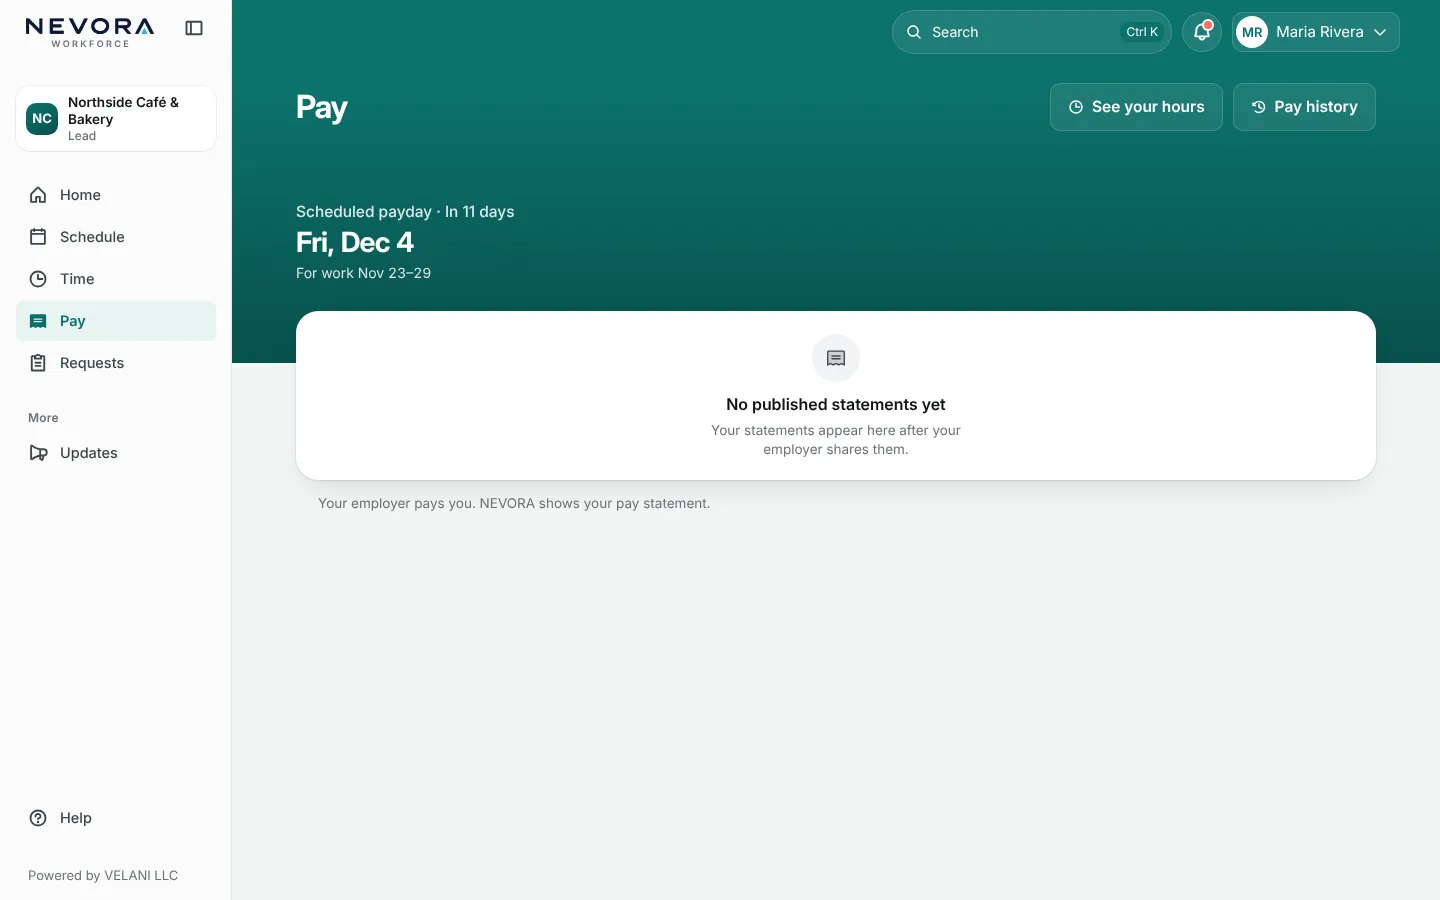 NEVORA
WORKFORCE
NC
Northside Café &
Bakery
Lead
Home
Schedule
Time
Pay
Requests
More
Updates
Help
Powered by VELANI LLC
Search
Ctrl K
MR
Maria Rivera
Pay
See your hours
Pay history
Scheduled payday · In 11 days
Fri, Dec 4
For work Nov 23–29
No published statements yet
Your statements appear here after your
employer shares them.
Your employer pays you. NEVORA shows your pay statement.